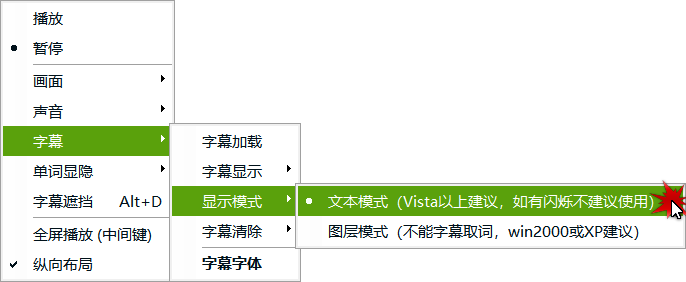 播放
暂停
画面
声音
字幕
单词显隐
字幕遮挡 Alt+D
全屏播放 (中间键)
纵向布局
字幕加载
字幕显示
显示模式
字幕清除
字幕字体
文本模式（Vista以上建议，如有闪烁不建议使用）
图层模式（不能字幕取词，win2000或XP建议）